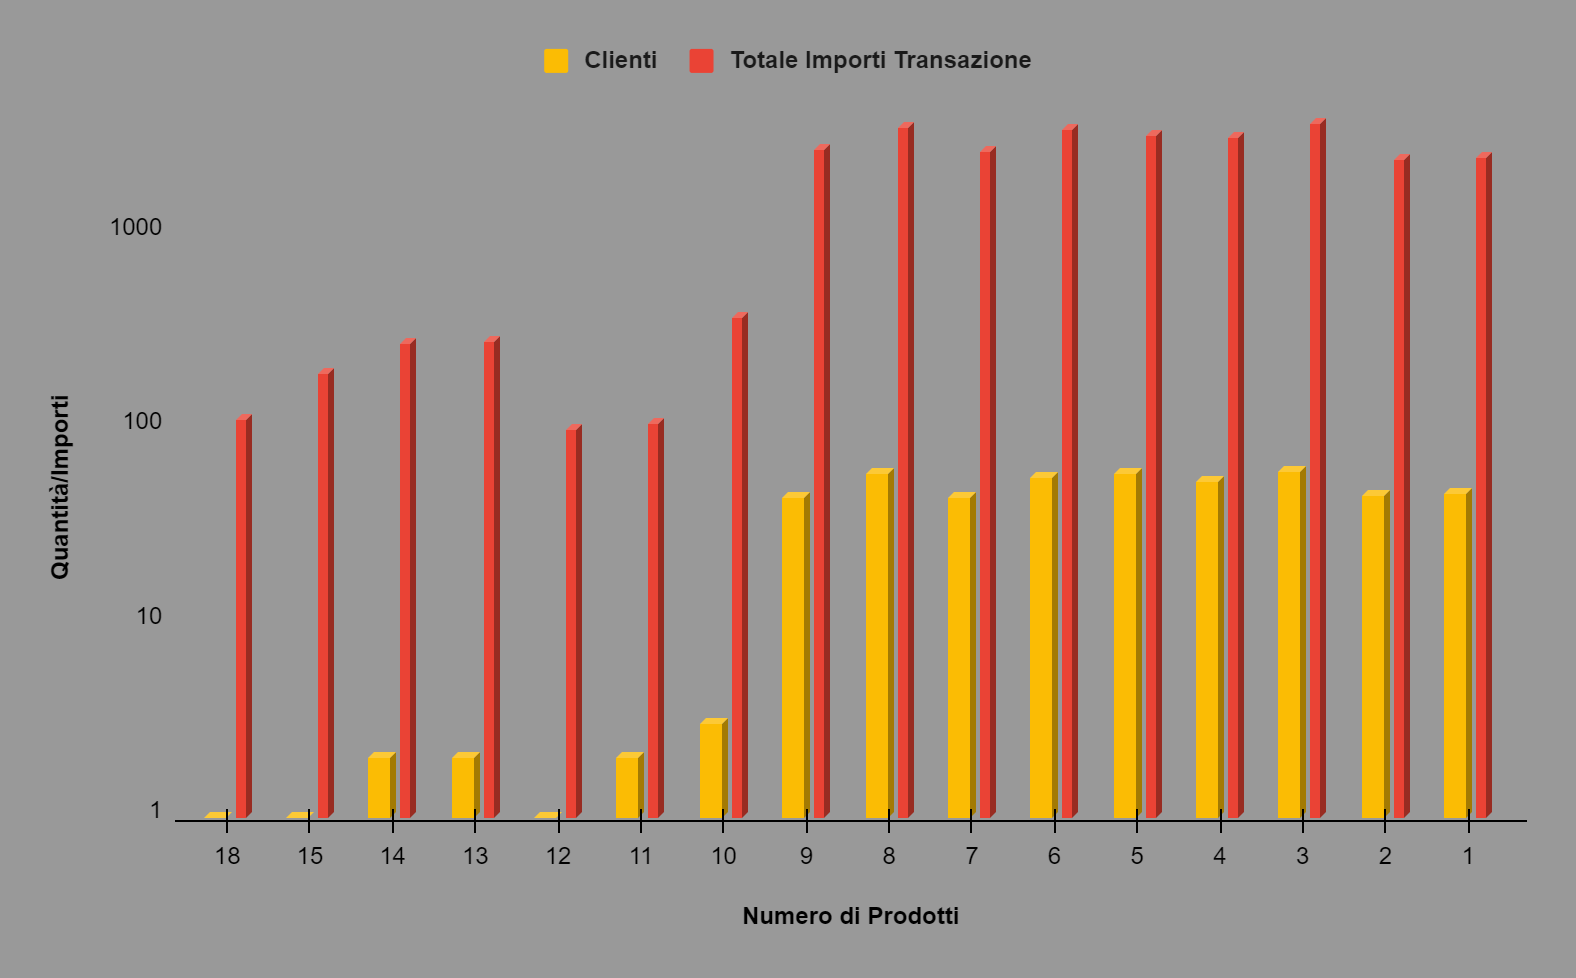 Clienti Totale Importi Transazione
1000
100
10
1
Quantità/Importi
18 15 14 13 12 11 10 9 8 7 6 5 4 3 2 1
Numero di Prodotti